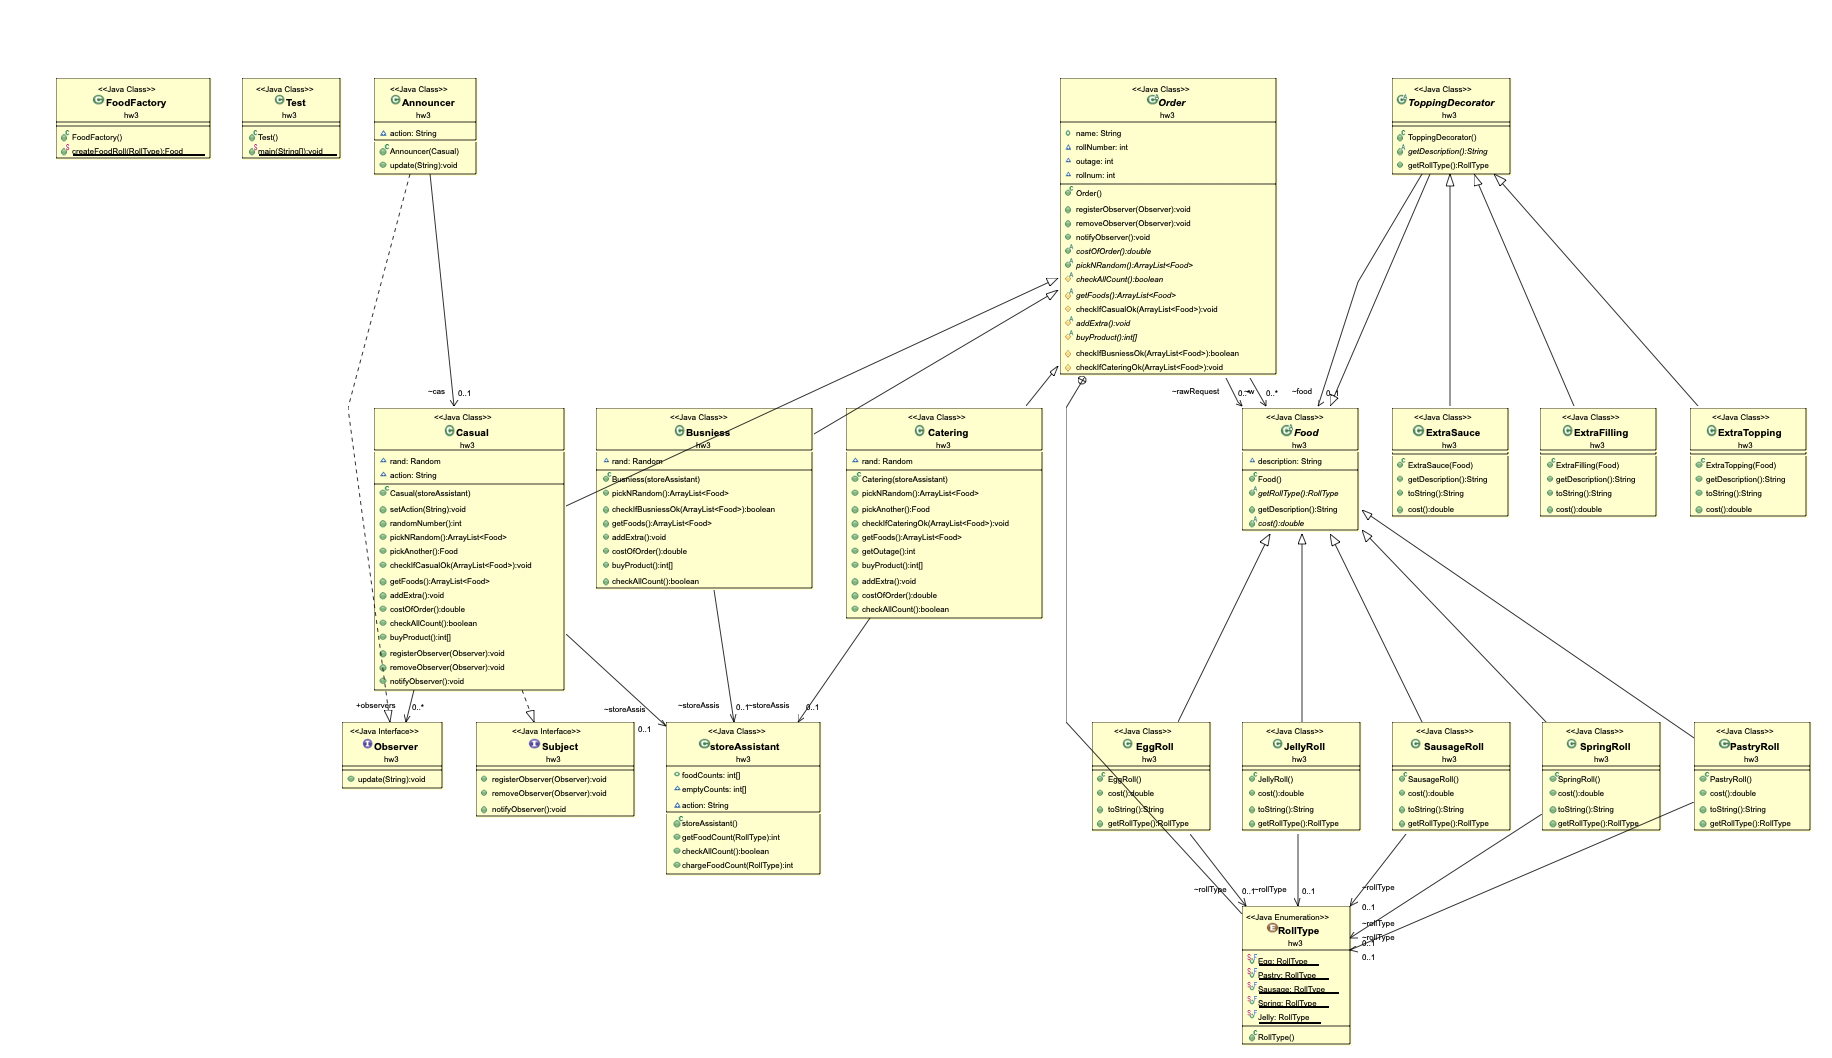 <<Java Class>>
FoodFactory
hw3
FoodFactory()
createFoodRoll(RollType):Food
<<Java Class>>
Test
hw3
Test()
main(String[]):void
<<Java Class>>
Announcer
hw3
action: String
Announcer(Casual)
update(String):void
<<Java Class>>
Order
hw3
name: String
rollNumber: int
outage: int
rollnum: int
Order()
registerObserver(Observer):void
removeObserver(Observer):void
notifyObserver():void
costOfOrder():double
pickNRandom():ArrayList<Food>
checkAllCount():boolean
getFoods():ArrayList<Food>
checkIfCasualOk(ArrayList<Food>):void
addExtra():void
buyProduct():int[]
checkIfBusniessOk(ArrayList<Food>):boolean
checkIfCateringOk(ArrayList<Food>):void
<<Java Class>>
ToppingDecorator
hw3
ToppingDecorator()
getDescription():String
getRollType():RollType
~cas
0..1
~rawRequest
0..*
~food
0..1
<<Java Class>>
Casual
hw3
rand: Random
action: String
Casual(storeAssistant)
setAction(String):void
randomNumber():int
pickNRandom():ArrayList<Food>
pickAnother():Food
checkIfCasualOk(ArrayList<Food>):void
getFoods():ArrayList<Food>
addExtra():void
costOfOrder():double
checkAllCount():boolean
buyProduct():int[]
registerObserver(Observer):void
removeObserver(Observer):void
notifyObserver():void
<<Java Class>>
Busniess
hw3
rand: Random
Busniess(storeAssistant)
pickNRandom():ArrayList<Food>
checkIfBusniessOk(ArrayList<Food>):boolean
getFoods():ArrayList<Food>
addExtra():void
costOfOrder():double
buyProduct():int[]
checkAllCount():boolean
<<Java Class>>
Catering
hw3
rand: Random
Catering(storeAssistant)
pickNRandom():ArrayList<Food>
pickAnother():Food
checkIfCateringOk(ArrayList<Food>):void
getFoods():ArrayList<Food>
getOutage():int
buyProduct():int[]
addExtra():void
costOfOrder():double
checkAllCount():boolean
<<Java Class>>
Food
hw3
description: String
Food()
getRollType():RollType
getDescription():String
cost():double
<<Java Class>>
ExtraSauce
hw3
ExtraSauce(Food)
getDescription():String
toString():String
cost():double
<<Java Class>>
ExtraFilling
hw3
ExtraFilling(Food)
getDescription():String
toString():String
cost():double
<<Java Class>>
ExtraTopping
hw3
ExtraTopping(Food)
getDescription():String
toString():String
cost():double
+observers
0..*
~storeAssis
0..1
~storeAssis
0..1
~storeAssis
0..1
<<Java Interface>>
Observer
hw3
update(String):void
<<Java Interface>>
Subject
hw3
registerObserver(Observer):void
removeObserver(Observer):void
notifyObserver():void
<<Java Class>>
storeAssistant
hw3
foodCounts: int[]
emptyCounts: int[]
action: String
storeAssistant()
getFoodCount(RollType):int
checkAllCount():boolean
chargeFoodCount(RollType):int
<<Java Class>>
EggRoll
hw3
EggRoll()
cost():double
toString():String
getRollType():RollType
<<Java Class>>
JellyRoll
hw3
JellyRoll()
cost():double
toString():String
getRollType():RollType
<<Java Class>>
SausageRoll
hw3
SausageRoll()
cost():double
toString():String
getRollType():RollType
<<Java Class>>
SpringRoll
hw3
SpringRoll()
cost():double
toString():String
getRollType():RollType
<<Java Class>>
PastryRoll
hw3
PastryRoll()
cost():double
toString():String
getRollType():RollType
~rollType
0..1
~rollType
0..1
~rollType
0..1
~rollType
~rollType
0..1
0..1
<<Java Enumeration>>
RollType
hw3
Egg: RollType
Pastry: RollType
Sausage: RollType
Spring: RollType
Jelly: RollType
RollType()